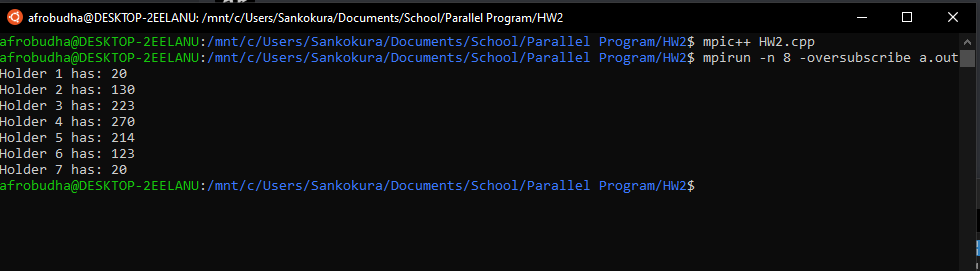 afrobudha@DESKTOP-2EELANU: /mnt/c/Users/Sankokura/Documents/School/Parallel Program/HW2
afrobudha@DESKTOP-2EELANU:/mnt/c/Users/Sankokura/Documents/School/Parallel Program/HW2$ mpic++ HW2.cpp
afrobudha@DESKTOP-2EELANU:/mnt/c/Users/Sankokura/Documents/School/Parallel Program/HW2$ mpirun -n 8 -oversubscribe a.out
Holder 1 has: 20
Holder 2 has: 130
Holder 3 has: 223
Holder 4 has: 270
Holder 5 has: 214
Holder 6 has: 123
Holder 7 has: 20
afrobudha@DESKTOP-2EELANU:/mnt/c/Users/Sankokura/Documents/School/Parallel Program/HW2$